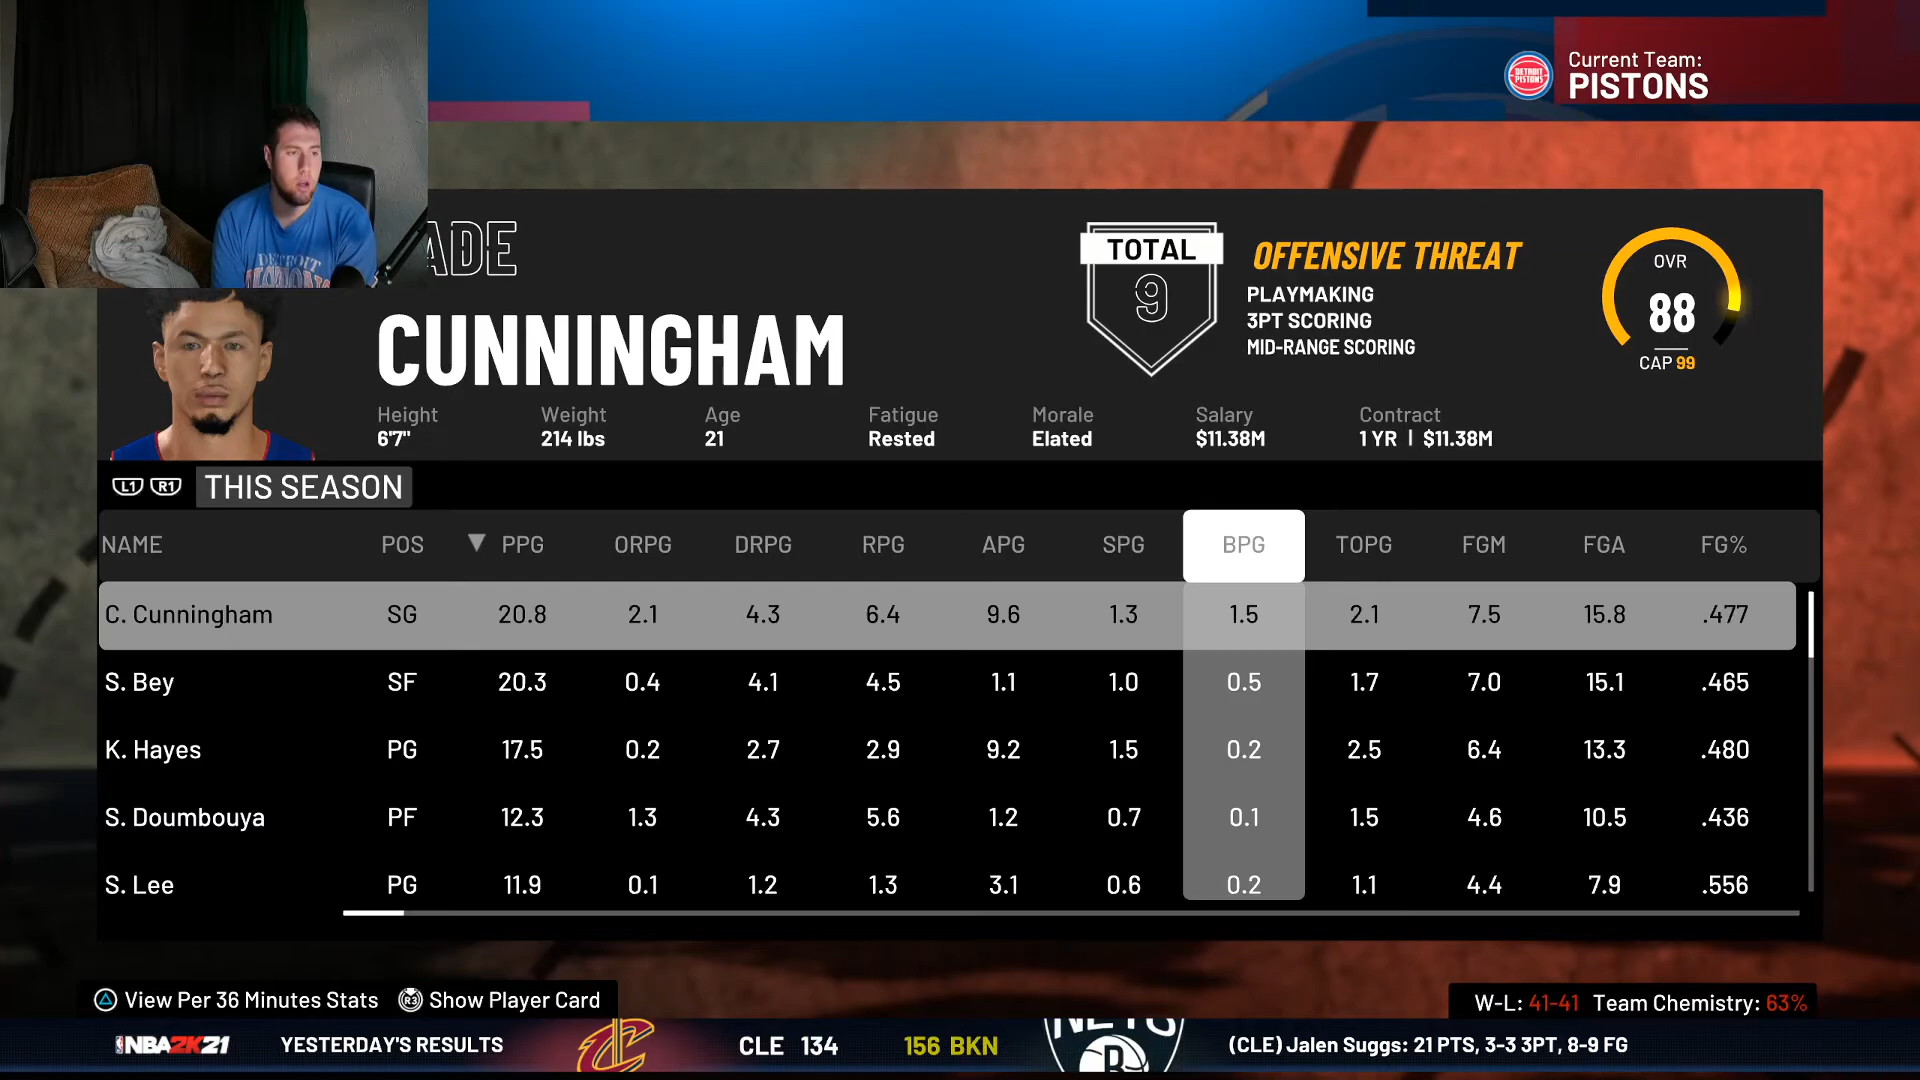 Current Team:
PISTONS
DETROIT
PISTONS
DETROIT
ADE
CUNNINGHAM
TOTAL
9
OFFENSIVE THREAT
PLAYMAKING
3PT SCORING
MID-RANGE SCORING
OVR
88
CAP 99
Height Weight Age Fatigue Morale Salary Contract
6'7" 214 lbs 21 Rested Elated $11.38M 1 YR | $11.38M
L1 R1 THIS SEASON
NAME POS ▼ PPG ORPG DRPG RPG APG SPG BPG TOPG FGM FGA FG%
C. Cunningham SG 20.8 2.1 4.3 6.4 9.6 1.3 1.5 2.1 7.5 15.8 .477
S. Bey SF 20.3 0.4 4.1 4.5 1.1 1.0 0.5 1.7 7.0 15.1 .465
K. Hayes PG 17.5 0.2 2.7 2.9 9.2 1.5 0.2 2.5 6.4 13.3 .480
S. Doumbouya PF 12.3 1.3 4.3 5.6 1.2 0.7 0.1 1.5 4.6 10.5 .436
S. Lee PG 11.9 0.1 1.2 1.3 3.1 0.6 0.2 1.1 4.4 7.9 .556
View Per 36 Minutes Stats R3 Show Player Card
W-L: 41-41 Team Chemistry: 63%
NBA2K21 YESTERDAY'S RESULTS C CLE 134 156 BKN NETS B (CLE) Jalen Suggs: 21 PTS, 3-3 3PT, 8-9 FG